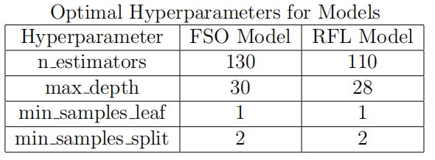 Optimal Hyperparameters for Models
Hyperparameter FSO Model RFL Model
n_estimators 130 110
max_depth 30 28
min_samples_leaf 1 1
min_samples_split 2 2